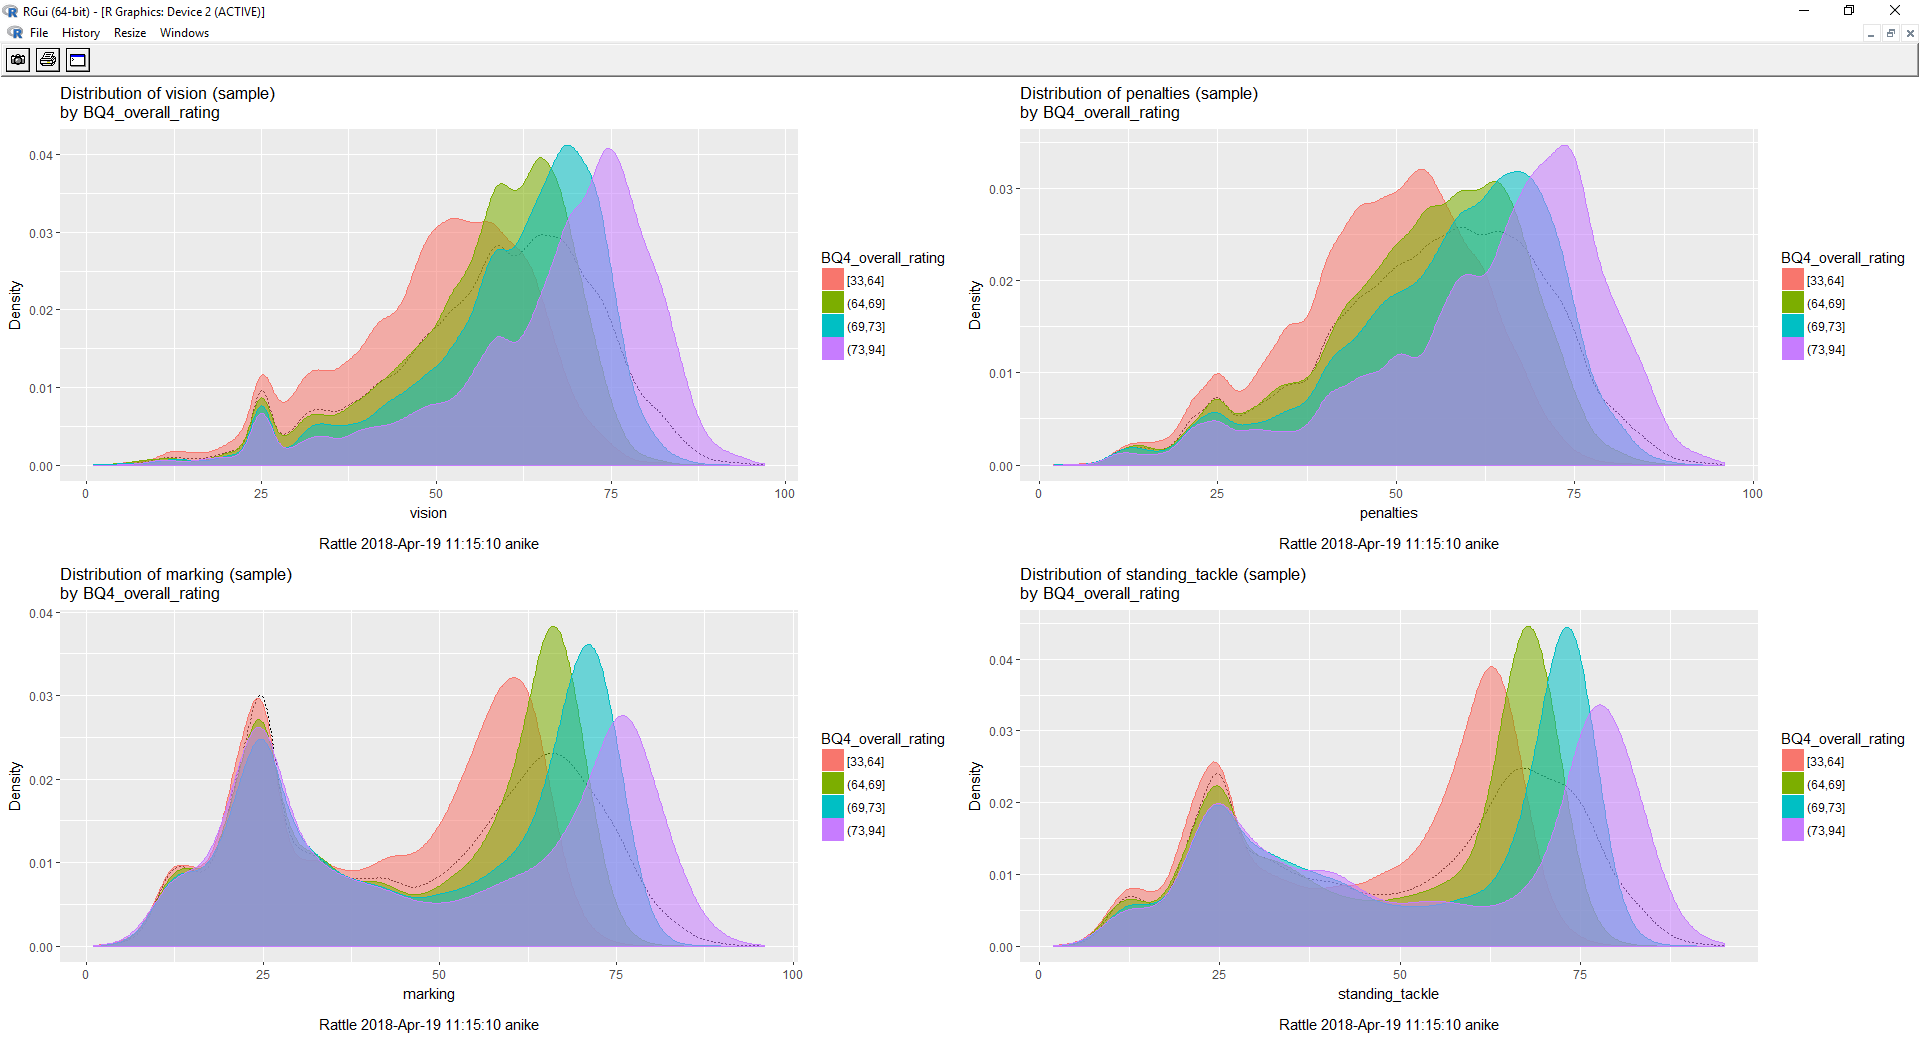 RGui (64-bit) - [R Graphics: Device 2 (ACTIVE)]
File History Resize Windows
Distribution of vision (sample)
by BQ4_overall_rating
Density
0.04
0.03
0.02
0.01
0.00
0 25 50 75 100
vision
Rattle 2018-Apr-19 11:15:10 anike
BQ4_overall_rating
[33,64]
(64,69]
(69,73]
(73,94]
Distribution of penalties (sample)
by BQ4_overall_rating
Density
0.03
0.02
0.01
0.00
0 25 50 75 100
penalties
Rattle 2018-Apr-19 11:15:10 anike
BQ4_overall_rating
[33,64]
(64,69]
(69,73]
(73,94]
Distribution of marking (sample)
by BQ4_overall_rating
Density
0.04
0.03
0.02
0.01
0.00
0 25 50 75 100
marking
Rattle 2018-Apr-19 11:15:10 anike
BQ4_overall_rating
[33,64]
(64,69]
(69,73]
(73,94]
Distribution of standing_tackle (sample)
by BQ4_overall_rating
Density
0.04
0.03
0.02
0.01
0.00
0 25 50 75
standing_tackle
Rattle 2018-Apr-19 11:15:10 anike
BQ4_overall_rating
[33,64]
(64,69]
(69,73]
(73,94]